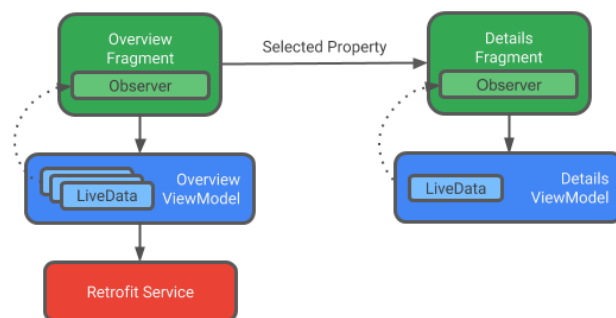 Overview
Fragment
Observer
Selected Property
Details
Fragment
Observer
LiveData
Overview
ViewModel
LiveData
Details
ViewModel
Retrofit Service